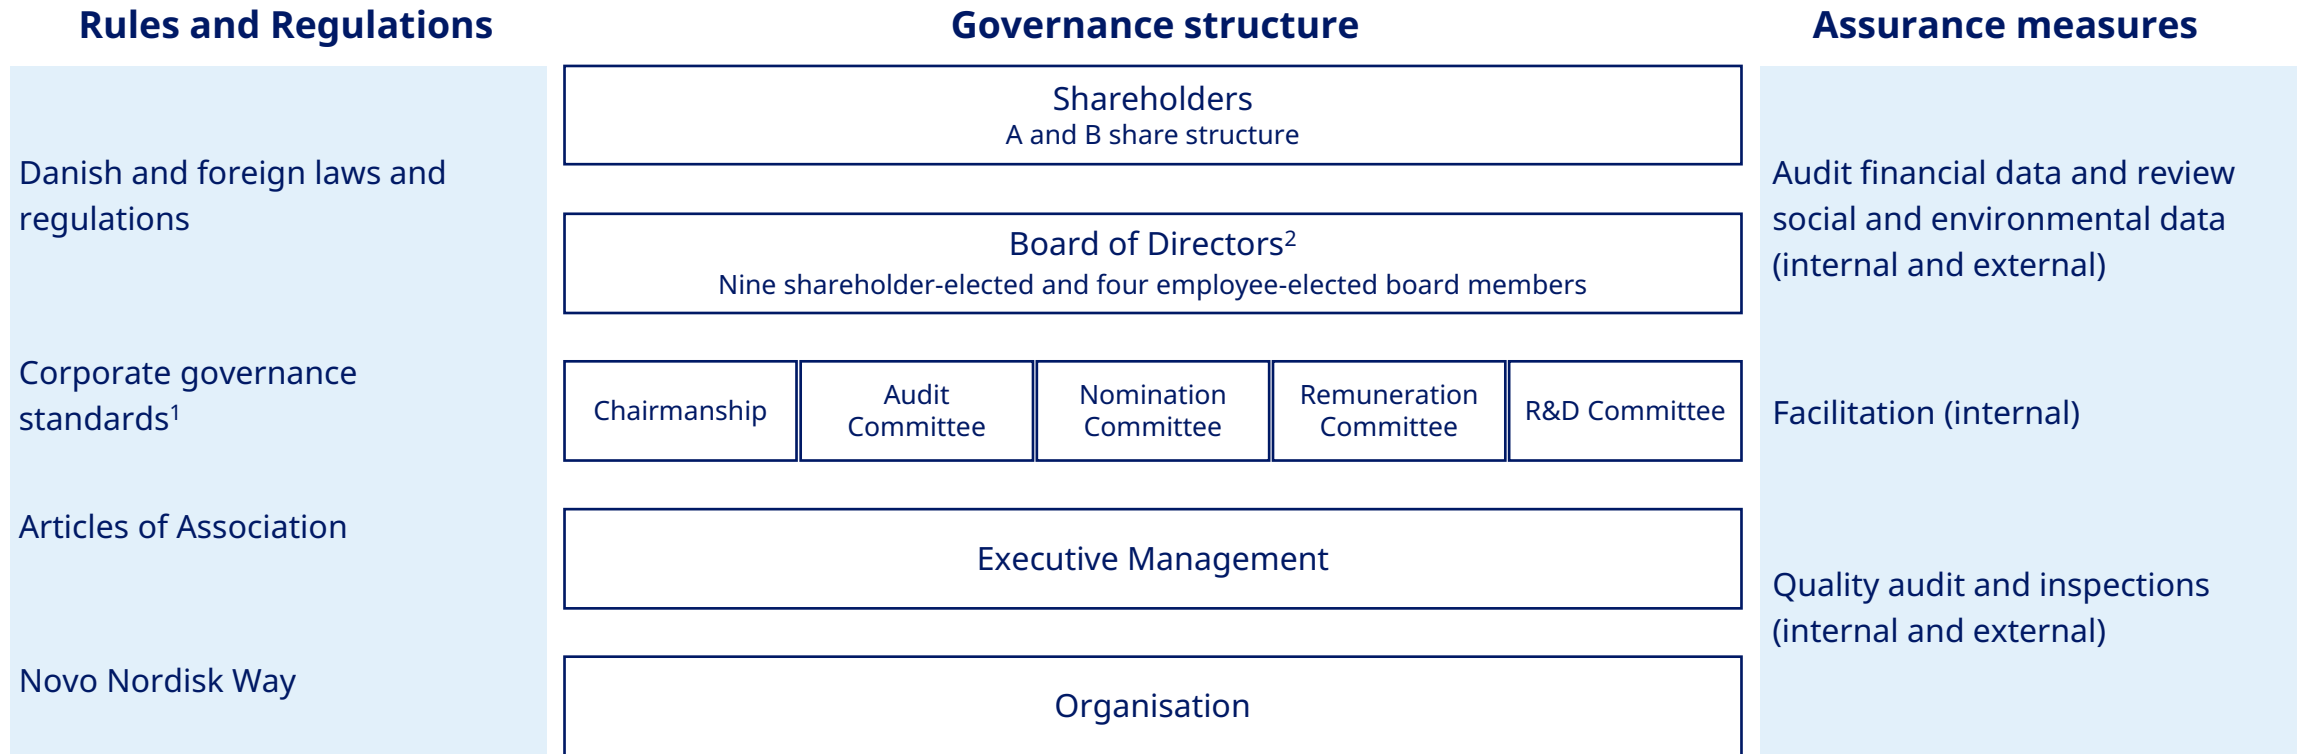 Rules and Regulations
Danish and foreign laws and
regulations
Corporate governance
standards¹
Articles of Association
Novo Nordisk Way
Governance structure
Shareholders
A and B share structure
Board of Directors²
Nine shareholder-elected and four employee-elected board members
Chairmanship
Audit
Committee
Nomination
Committee
Remuneration
Committee
R&D Committee
Executive Management
Organisation
Assurance measures
Audit financial data and review
social and environmental data
(internal and external)
Facilitation (internal)
Quality audit and inspections
(internal and external)